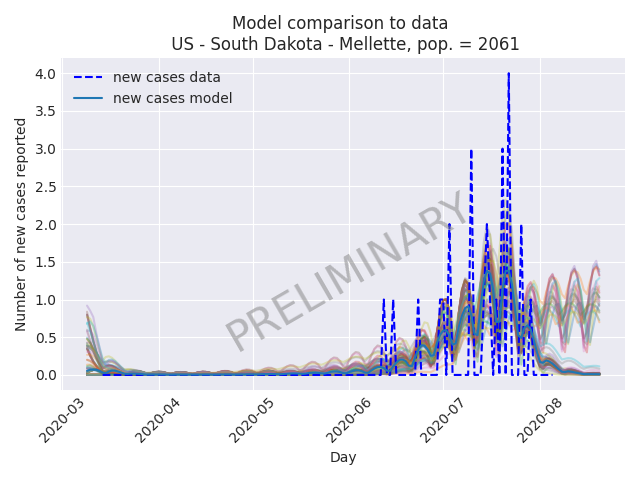 Model comparison to data
US - South Dakota - Mellette, pop. = 2061
new cases data
new cases model
Number of new cases reported
4.0
3.5
3.0
2.5
2.0
1.5
1.0
0.5
0.0
PRELIMINARY
2020-03
2020-04
2020-05
2020-06
2020-07
2020-08
Day